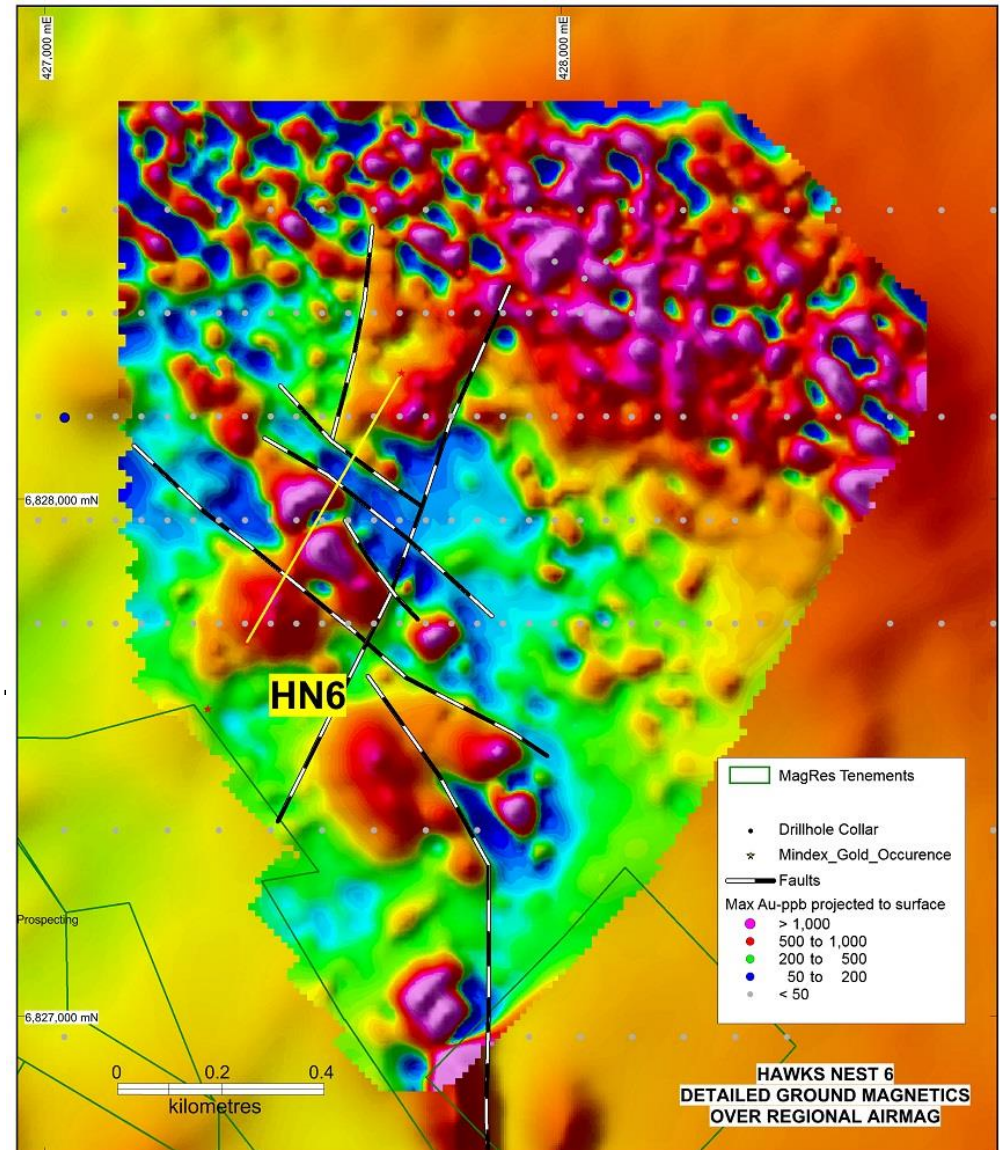 427,000 mE
428,000 mE
6,828,000 mN
HN6
MagRes Tenements
Drillhole Collar
Mindex_Gold_Occurence
Faults
Max Au-ppb projected to surface
> 1,000
500 to 1,000
200 to 500
50 to 200
< 50
Prospecting
6,827,000 mN
0 0.2 0.4
kilometres
HAWKS NEST 6
DETAILED GROUND MAGNETICS
OVER REGIONAL AIRMAG